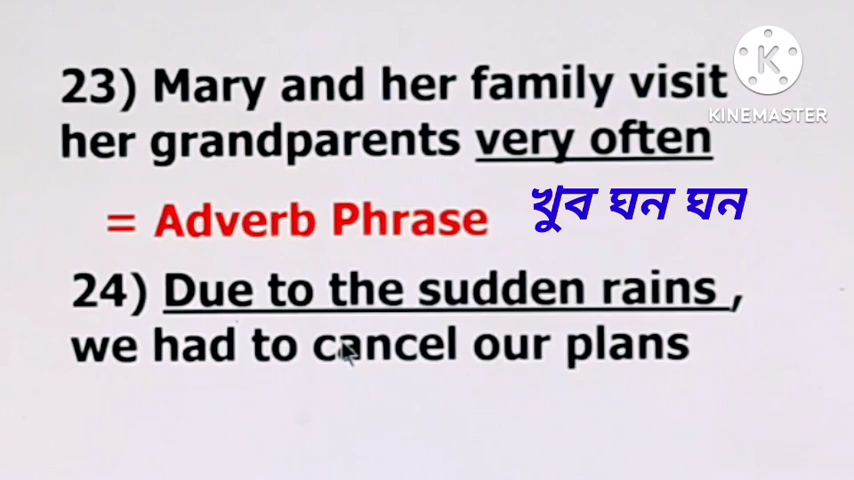 23) Mary and her family visit
her grandparents very often
= Adverb Phrase
খুব ঘন ঘন
24) Due to the sudden rains ,
we had to cancel our plans
K
KINEMASTER